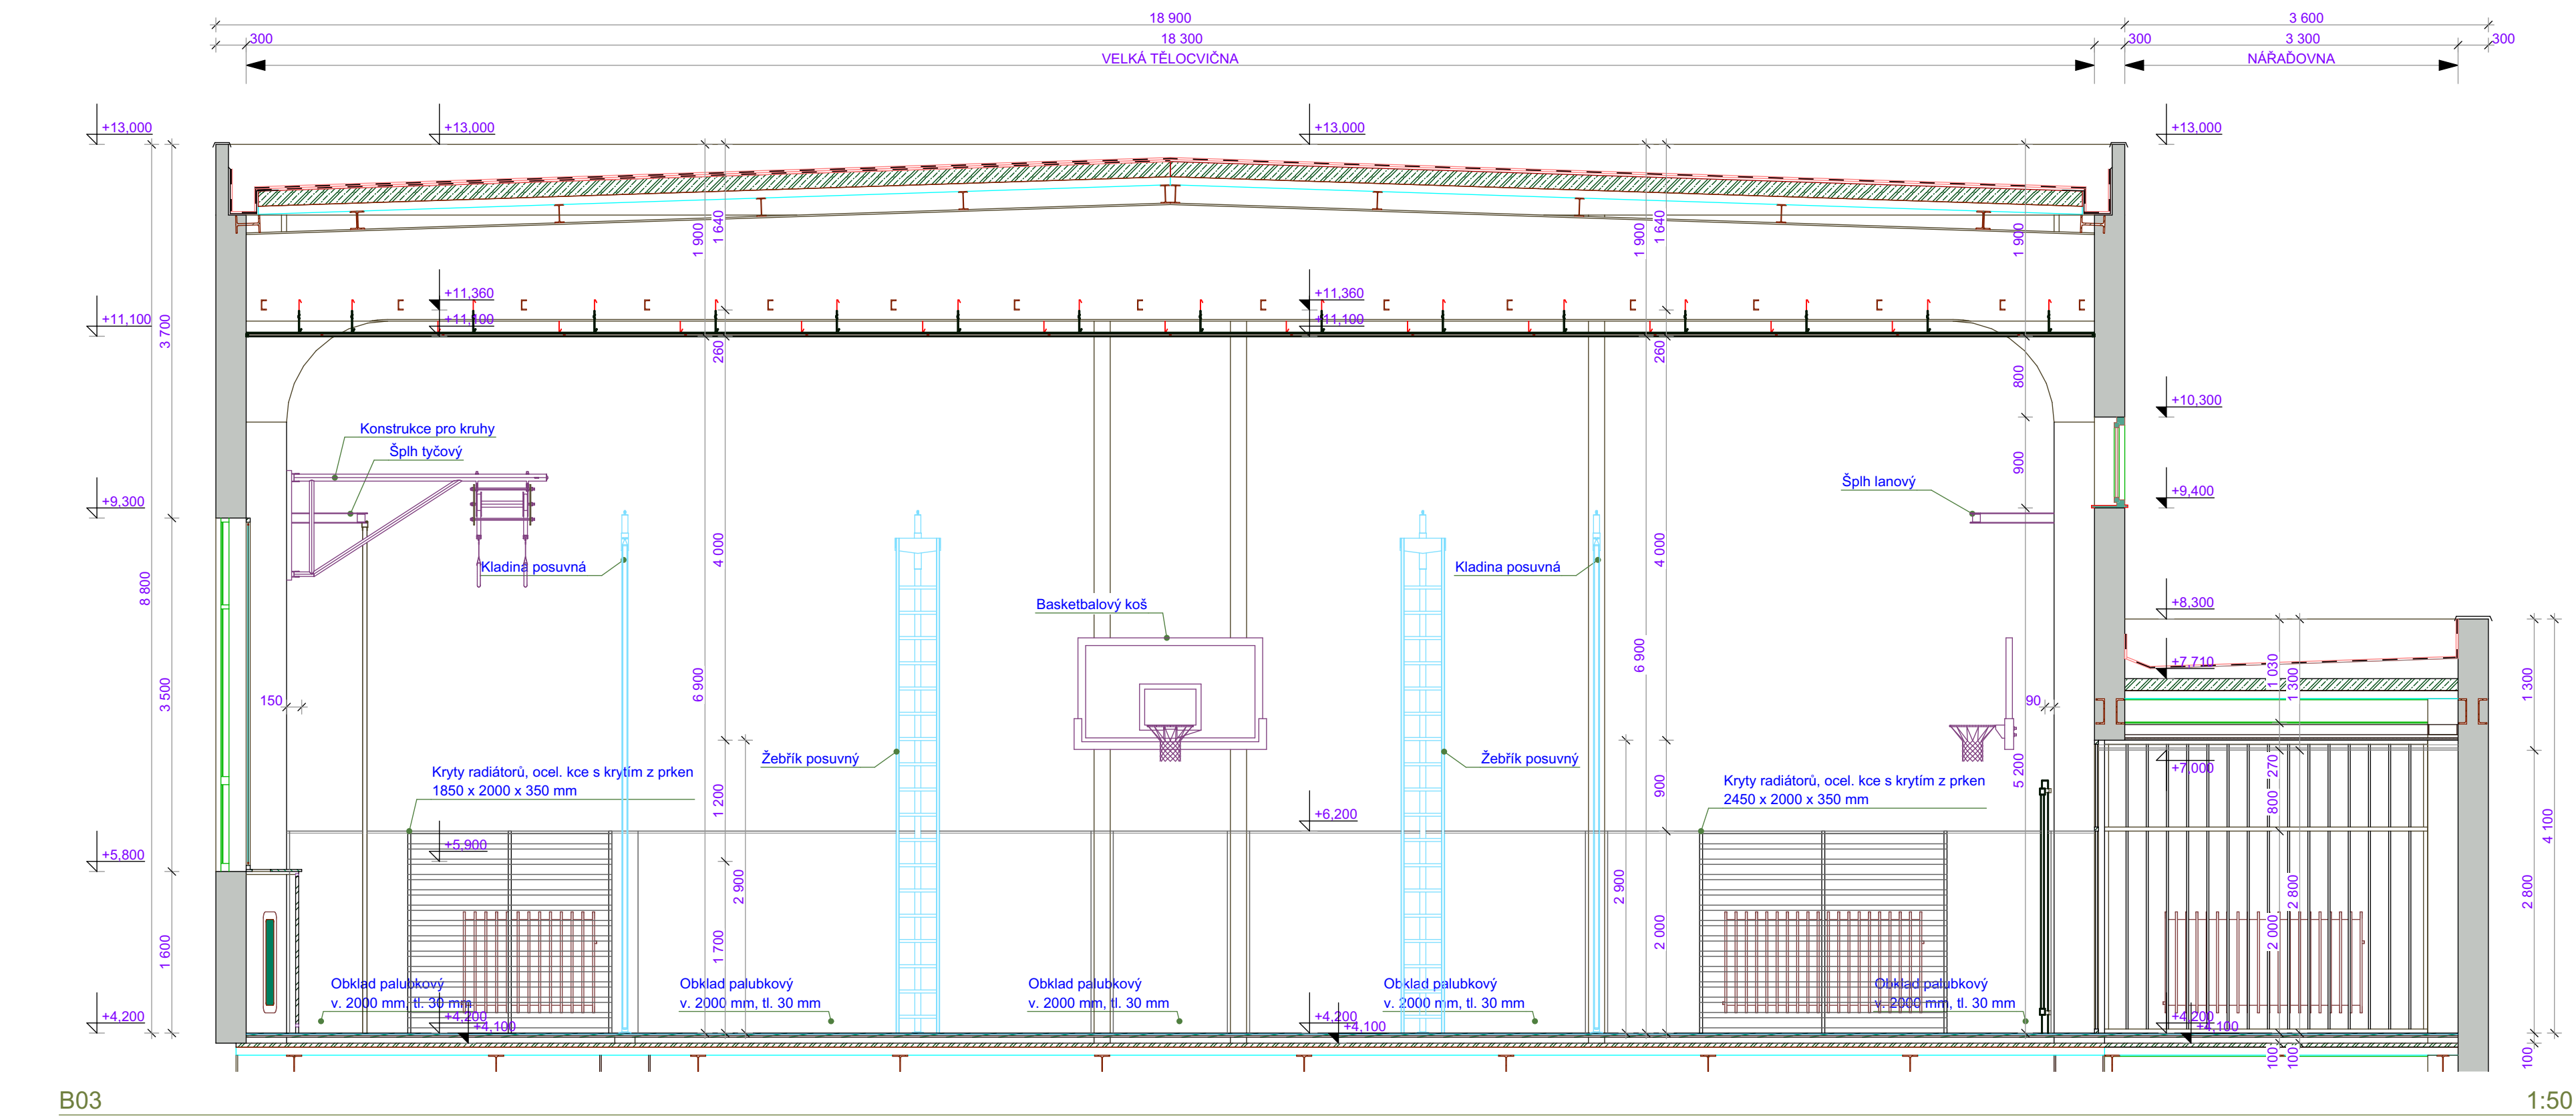 18 900
3 600
300
18 300
300
3 300
300
VELKÁ TĚLOCVIČNA
NÁŘAĎOVNA
+13,000
+13,000
+13,000
+13,000
1 900
1 640
1 900
1 640
1 900
+11,360
+11,360
+11,100
+11,100
+11,100
3 700
260
260
800
+10,300
Konstrukce pro kruhy
Šplh tyčový
900
Šplh lanový
+9,400
+9,300
4 000
4 000
Kladina posuvná
Kladina posuvná
8 800
Basketbalový koš
+8,300
+7,710
1 030
1 300
1 300
150
3 500
6 900
6 900
90
Žebřík posuvný
Žebřík posuvný
Kryty radiátorů, ocel. kce s krytím z prken
1850 x 2000 x 350 mm
Kryty radiátorů, ocel. kce s krytím z prken
2450 x 2000 x 350 mm
5 200
+7,000
270
800
1 200
900
4 100
+6,200
+5,900
+5,800
2 900
2 900
2 800
2 800
1 600
1 700
2 000
2 000
Obklad palubkový
v. 2000 mm, tl. 30 mm
Obklad palubkový
v. 2000 mm, tl. 30 mm
Obklad palubkový
v. 2000 mm, tl. 30 mm
Obklad palubkový
v. 2000 mm, tl. 30 mm
Obklad palubkový
v. 2000 mm, tl. 30 mm
+4,200
+4,200
+4,100
+4,200
+4,100
+4,200
+4,100
100
100
100
B03
1:50